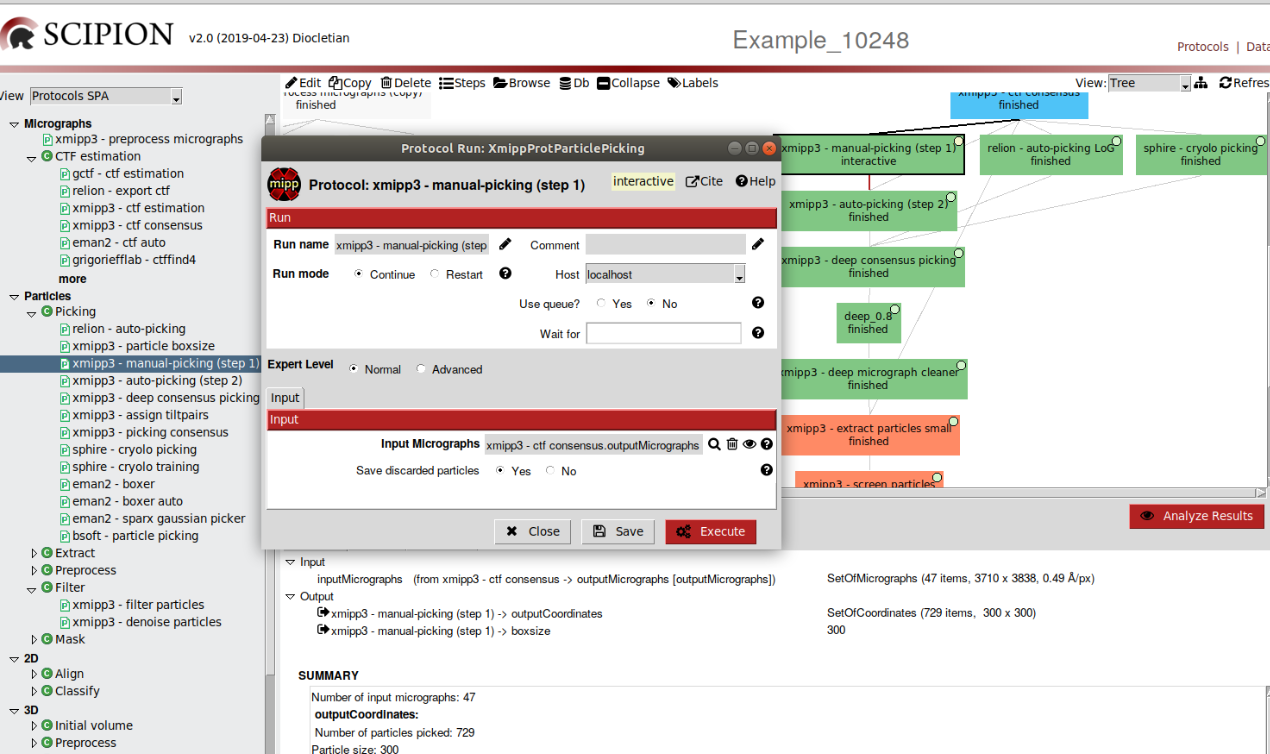 SCIPION v2.0 (2019-04-23) Diocletian
Example_10248
Protocols | Data
Edit Copy Delete Steps Browse Db Collapse Labels
View: Tree Refres
View Protocols SPA
Micrographs
xmipp3 - preprocess micrographs
CTF estimation
gctf - ctf estimation
relion - export ctf
xmipp3 - ctf estimation
xmipp3 - ctf consensus
eman2 - ctf auto
grigoriefflab - ctffind4
more
Particles
Picking
relion - auto-picking
xmipp3 - particle boxsize
xmipp3 - manual-picking (step 1)
xmipp3 - auto-picking (step 2)
xmipp3 - deep consensus picking
xmipp3 - assign tiltpairs
xmipp3 - picking consensus
sphire - cryolo picking
sphire - cryolo training
eman2 - boxer
eman2 - boxer auto
eman2 - sparx gaussian picker
bsoft - particle picking
Extract
Preprocess
Filter
xmipp3 - filter particles
xmipp3 - denoise particles
Mask
2D
Align
Classify
3D
Initial volume
Preprocess
rocess micrographs (copy)
finished
xmipp3 - ctf consensus
finished
xmipp3 - manual-picking (step 1)
interactive
relion - auto-picking LoG
finished
sphire - cryolo picking
finished
xmipp3 - auto-picking (step 2)
finished
xmipp3 - deep consensus picking
finished
deep_0.8
finished
xmipp3 - deep micrograph cleaner
finished
xmipp3 - extract particles small
finished
xmipp3 - screen particles
Protocol Run: XmippProtParticlePicking
mipp
Protocol: xmipp3 - manual-picking (step 1)
interactive Cite Help
Run
Run name xmipp3 - manual-picking (step Comment
Run mode Continue Restart Host localhost
Use queue? Yes No
Wait for
Expert Level Normal Advanced
Input
Input
Input Micrographs xmipp3 - ctf consensus.outputMicrographs
Save discarded particles Yes No
Close Save Execute
Analyze Results
Input
inputMicrographs (from xmipp3 - ctf consensus -> outputMicrographs [outputMicrographs]) SetOfMicrographs (47 items, 3710 x 3838, 0.49 Å/px)
Output
xmipp3 - manual-picking (step 1) -> outputCoordinates SetOfCoordinates (729 items, 300 x 300)
xmipp3 - manual-picking (step 1) -> boxsize 300
SUMMARY
Number of input micrographs: 47
outputCoordinates:
Number of particles picked: 729
Particle size: 300